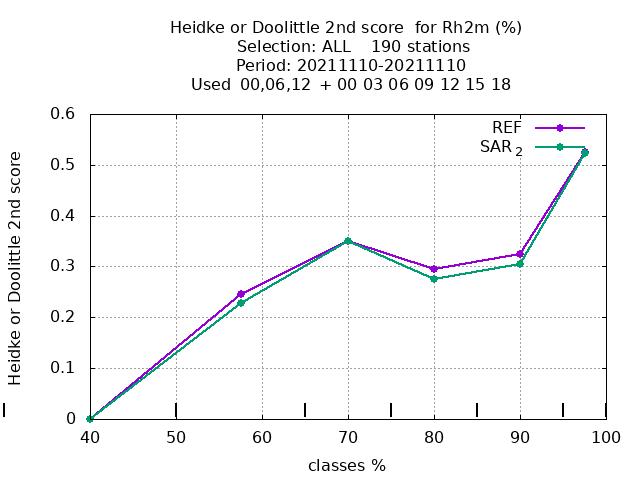 Heidke or Doolittle 2nd score  for Rh2m (%)
Selection: ALL    190 stations
Period: 20211110-20211110
Used  00,06,12  + 00 03 06 09 12 15 18
REF
SAR 2
Heidke or Doolittle 2nd score
0.6
0.5
0.4
0.3
0.2
0.1
0
40 50 60 70 80 90 100
classes %